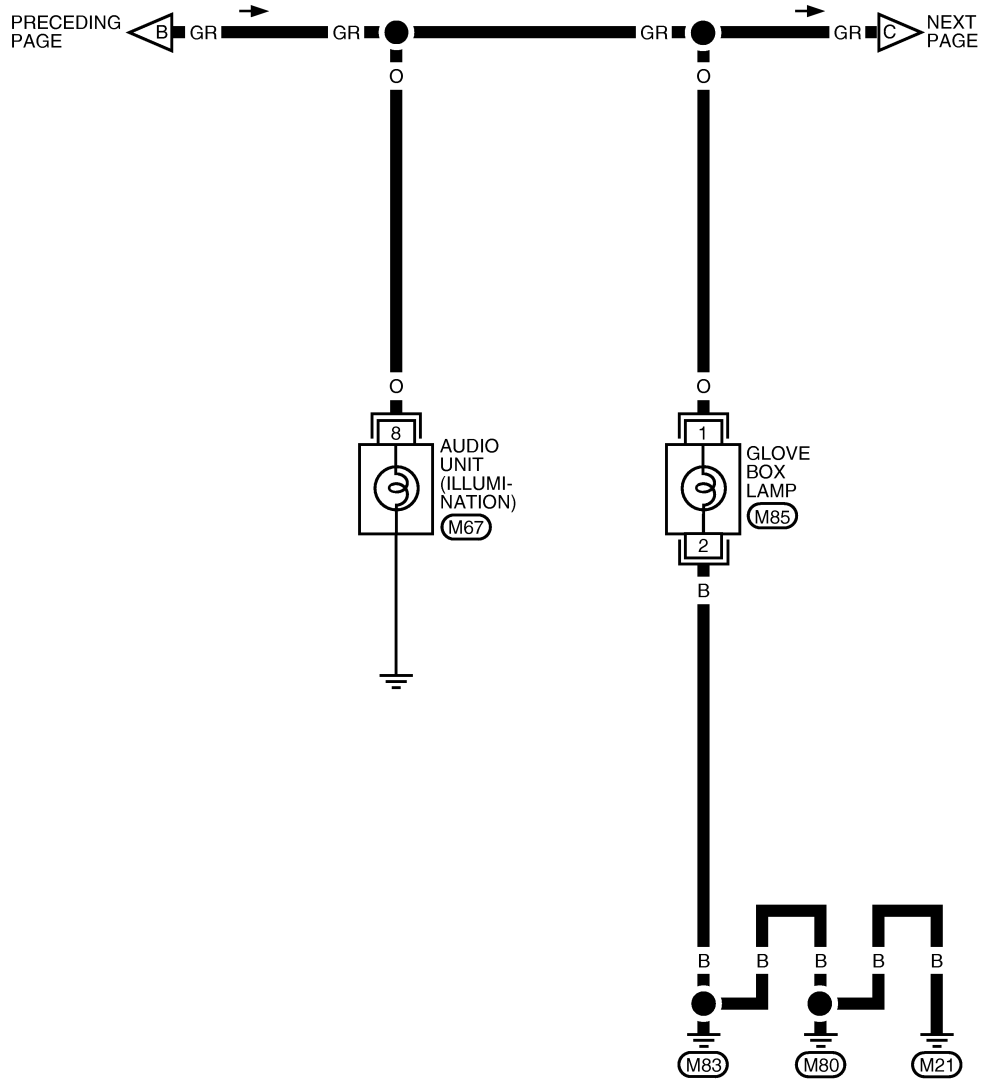 PRECEDING
PAGE
B
GR
GR
GR
GR
C
NEXT
PAGE
O
O
O
O
8
AUDIO
UNIT
(ILLUMI-
NATION)
M67
1
GLOVE
BOX
LAMP
M85
2
B
B
B
B
B
B
M83
M80
M21